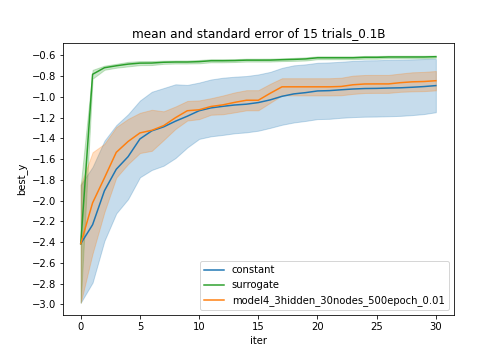 mean and standard error of 15 trials_0.1B
best_y
−0.6
−0.8
−1.0
−1.2
−1.4
−1.6
−1.8
−2.0
−2.2
−2.4
−2.6
−2.8
−3.0
constant
surrogate
model4_3hidden_30nodes_500epoch_0.01
0 5 10 15 20 25 30
iter